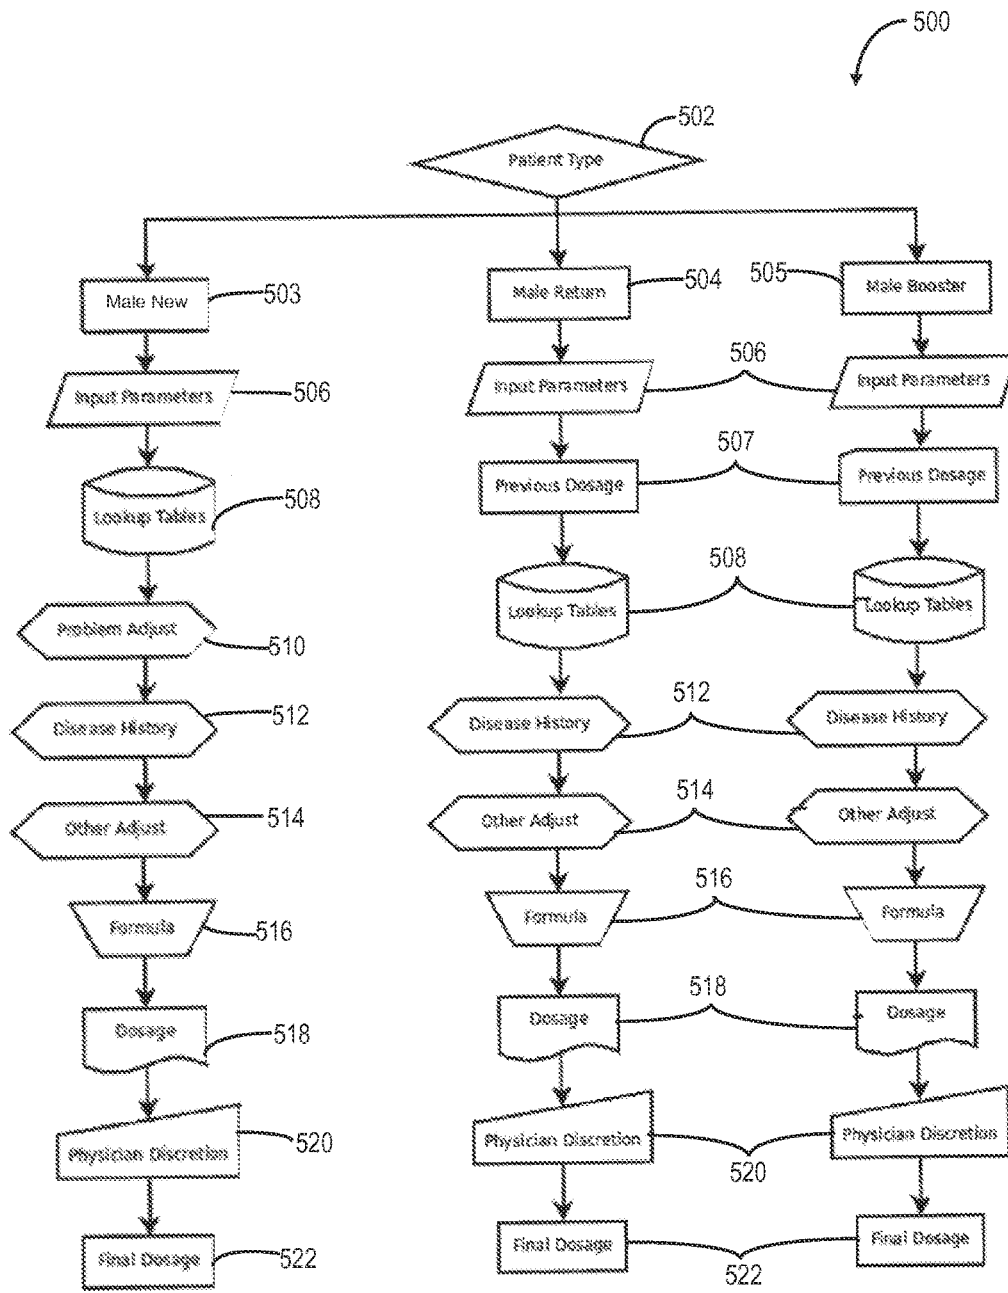 500
502
Patient Type
Male New
503
Male Return
504
505
Male Booster
Input Parameters
506
Input Parameters
506
Input Parameters
Lookup Tables
508
Previous Dosage
507
Previous Dosage
Lookup Tables
508
Lookup Tables
Problem Adjust
510
Disease History
512
Disease History
512
Disease History
Other Adjust
514
Other Adjust
514
Other Adjust
Formula
516
Formula
516
Formula
Dosage
518
Dosage
518
Dosage
Physician Discretion
520
Physician Discretion
520
Physician Discretion
Final Dosage
522
Final Dosage
522
Final Dosage